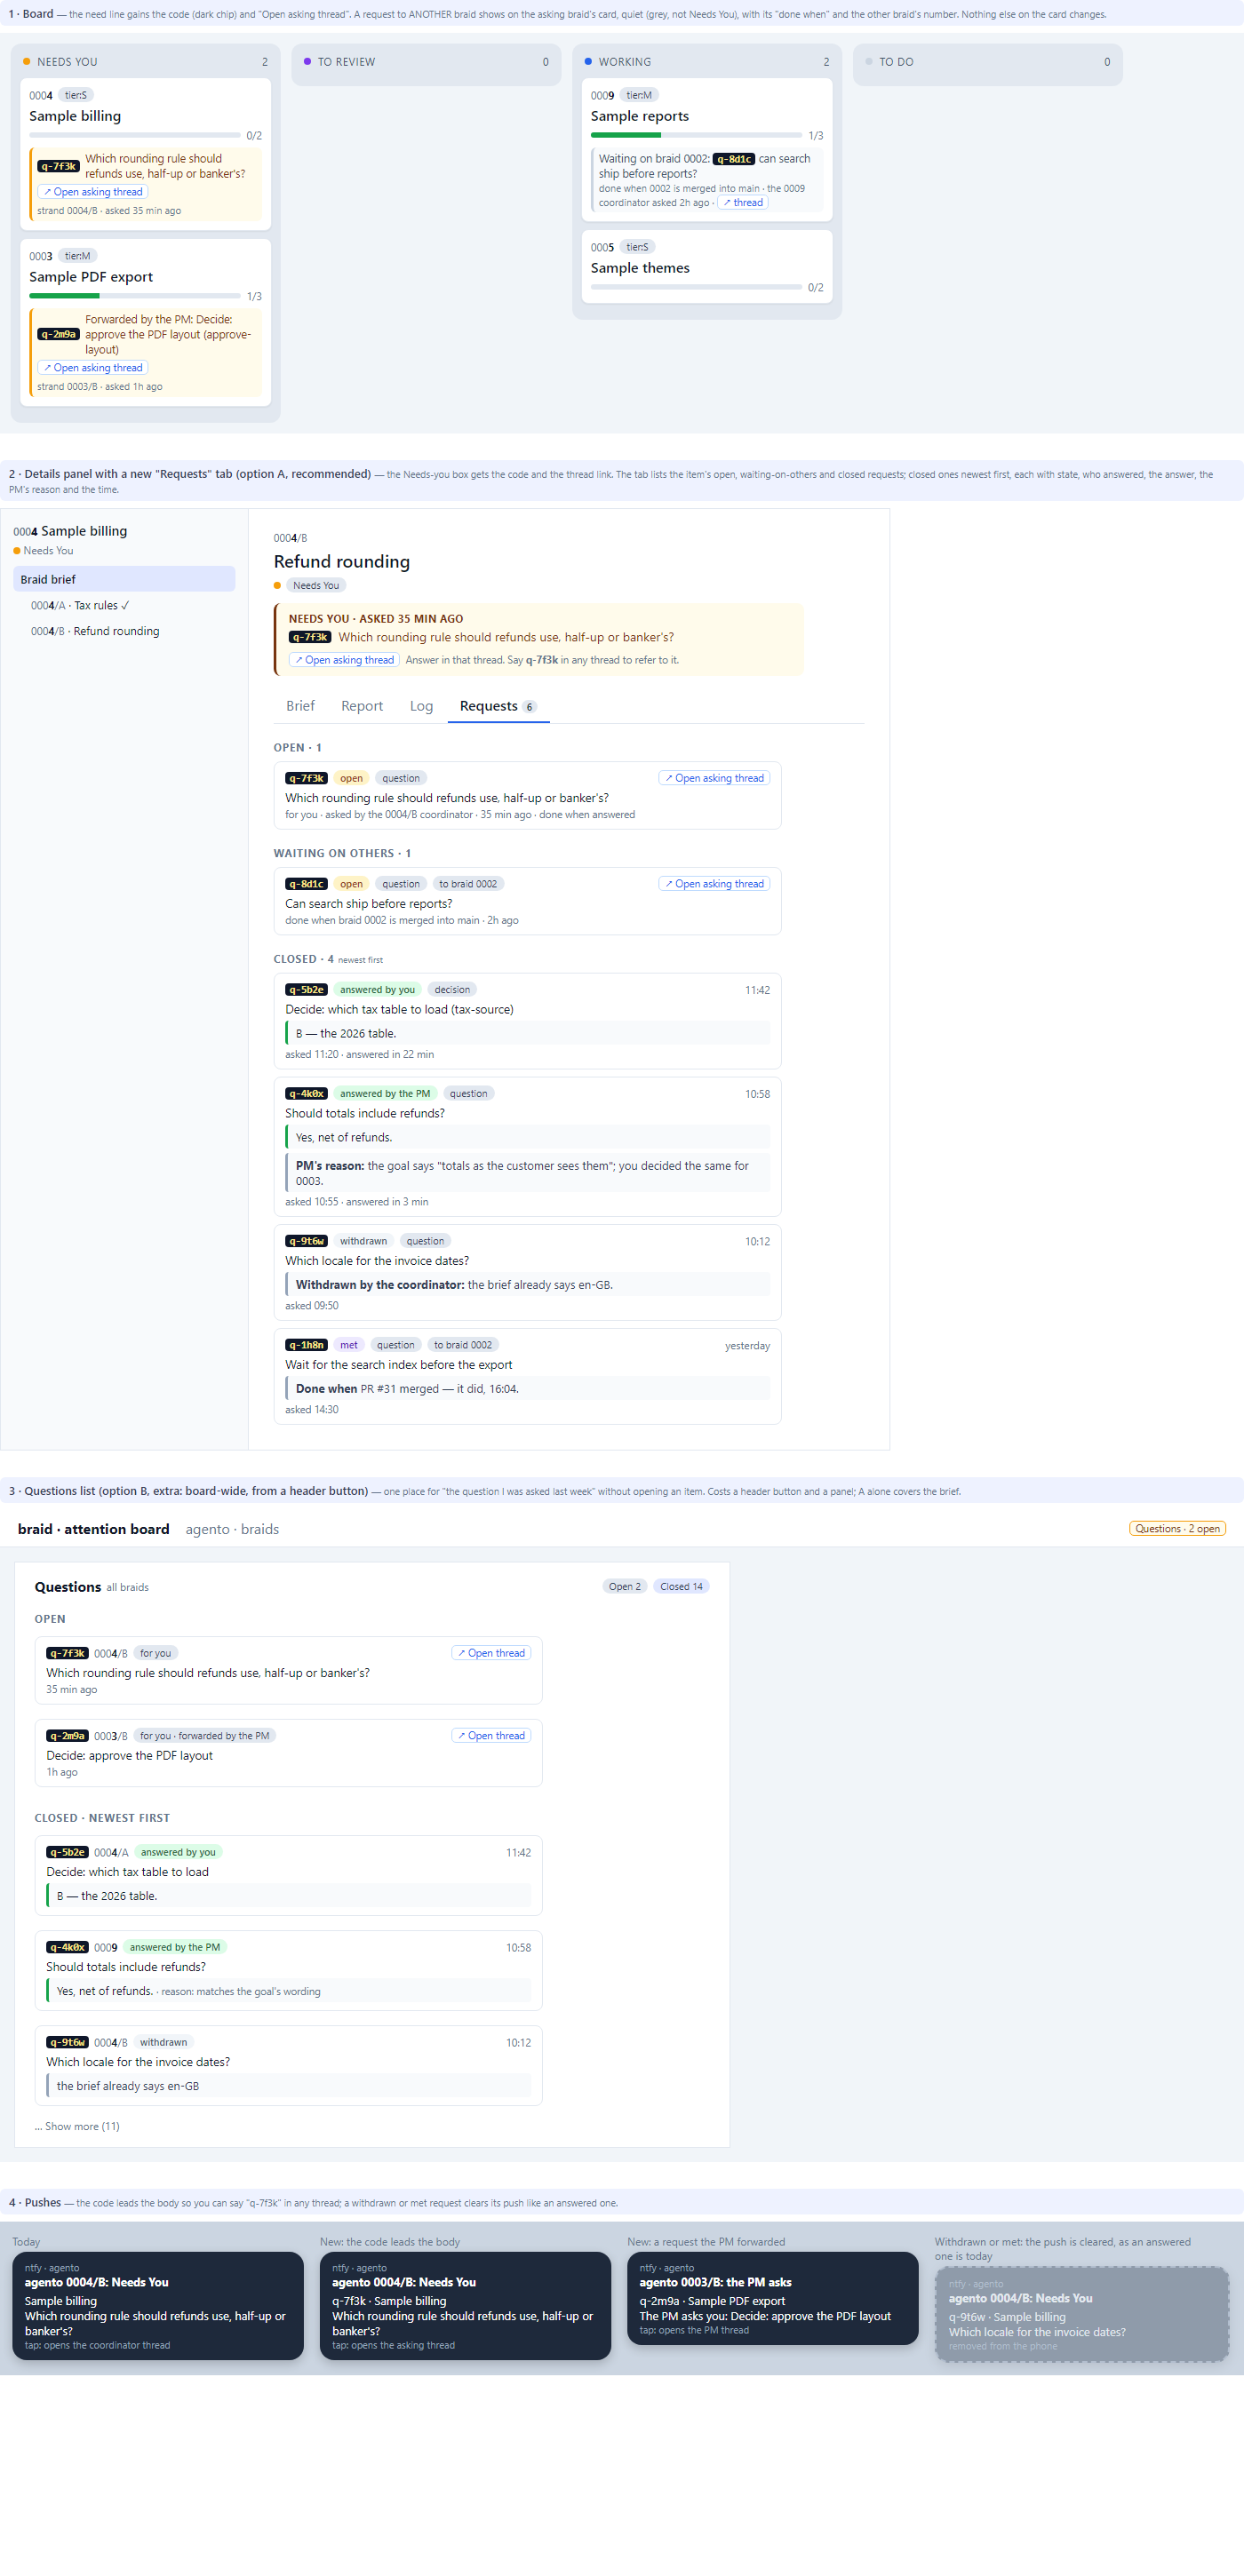 1 · Board — the need line gains the code (dark chip) and "Open asking thread". A request to ANOTHER braid shows on the asking braid's card, quiet (grey, not Needs You), with its "done when" and the other braid's number. Nothing else on the card changes.
NEEDS YOU 2
0004 tier:S
Sample billing
0/2
q-7f3k Which rounding rule should
refunds use, half-up or banker's?
↗ Open asking thread
strand 0004/B · asked 35 min ago
0003 tier:M
Sample PDF export
1/3
q-2m9a Forwarded by the PM: Decide:
approve the PDF layout (approve-
layout)
↗ Open asking thread
strand 0003/B · asked 1h ago
TO REVIEW 0
WORKING 2
0009 tier:M
Sample reports
1/3
Waiting on braid 0002: q-8d1c can search
ship before reports?
done when 0002 is merged into main · the 0009
coordinator asked 2h ago · ↗ thread
0005 tier:S
Sample themes
0/2
TO DO 0
2 · Details panel with a new "Requests" tab (option A, recommended) — the Needs-you box gets the code and the thread link. The tab lists the item's open, waiting-on-others and closed requests; closed ones newest first, each with state, who answered, the answer, the
PM's reason and the time.
0004 Sample billing
Needs You
Braid brief
0004/A · Tax rules ✓
0004/B · Refund rounding
0004/B
Refund rounding
Needs You
NEEDS YOU · ASKED 35 MIN AGO
q-7f3k Which rounding rule should refunds use, half-up or banker's?
↗ Open asking thread Answer in that thread. Say q-7f3k in any thread to refer to it.
Brief Report Log Requests 6
OPEN · 1
q-7f3k open question ↗ Open asking thread
Which rounding rule should refunds use, half-up or banker's?
for you · asked by the 0004/B coordinator · 35 min ago · done when answered
WAITING ON OTHERS · 1
q-8d1c open question to braid 0002 ↗ Open asking thread
Can search ship before reports?
done when braid 0002 is merged into main · 2h ago
CLOSED · 4 newest first
q-5b2e answered by you decision 11:42
Decide: which tax table to load (tax-source)
B — the 2026 table.
asked 11:20 · answered in 22 min
q-4k0x answered by the PM question 10:58
Should totals include refunds?
Yes, net of refunds.
PM's reason: the goal says "totals as the customer sees them"; you decided the same for
0003.
asked 10:55 · answered in 3 min
q-9t6w withdrawn question 10:12
Which locale for the invoice dates?
Withdrawn by the coordinator: the brief already says en-GB.
asked 09:50
q-1h8n met question to braid 0002 yesterday
Wait for the search index before the export
Done when PR #31 merged — it did, 16:04.
asked 14:30
3 · Questions list (option B, extra: board-wide, from a header button) — one place for "the question I was asked last week" without opening an item. Costs a header button and a panel; A alone covers the brief.
braid · attention board agento · braids Questions · 2 open
Questions all braids Open 2 Closed 14
OPEN
q-7f3k 0004/B for you ↗ Open thread
Which rounding rule should refunds use, half-up or banker's?
35 min ago
q-2m9a 0003/B for you · forwarded by the PM ↗ Open thread
Decide: approve the PDF layout
1h ago
CLOSED · NEWEST FIRST
q-5b2e 0004/A answered by you 11:42
Decide: which tax table to load
B — the 2026 table.
q-4k0x 0009 answered by the PM 10:58
Should totals include refunds?
Yes, net of refunds. · reason: matches the goal's wording
q-9t6w 0004/B withdrawn 10:12
Which locale for the invoice dates?
the brief already says en-GB
... Show more (11)
4 · Pushes — the code leads the body so you can say "q-7f3k" in any thread; a withdrawn or met request clears its push like an answered one.
Today
ntfy · agento
agento 0004/B: Needs You
Sample billing
Which rounding rule should refunds use, half-up or
banker's?
tap: opens the coordinator thread
New: the code leads the body
ntfy · agento
agento 0004/B: Needs You
q-7f3k · Sample billing
Which rounding rule should refunds use, half-up or
banker's?
tap: opens the asking thread
New: a request the PM forwarded
ntfy · agento
agento 0003/B: the PM asks
q-2m9a · Sample PDF export
The PM asks you: Decide: approve the PDF layout
tap: opens the PM thread
Withdrawn or met: the push is cleared, as an answered
one is today
ntfy · agento
agento 0004/B: Needs You
q-9t6w · Sample billing
Which locale for the invoice dates?
removed from the phone